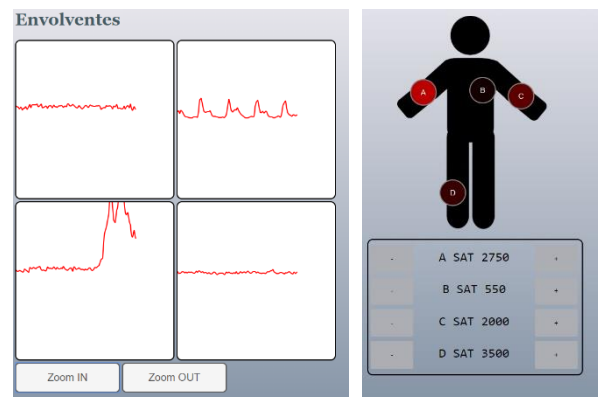 Envolventes
Zoom IN
Zoom OUT
A
B
C
D
- A SAT 2750 +
- B SAT 550 +
- C SAT 2000 +
- D SAT 3500 +